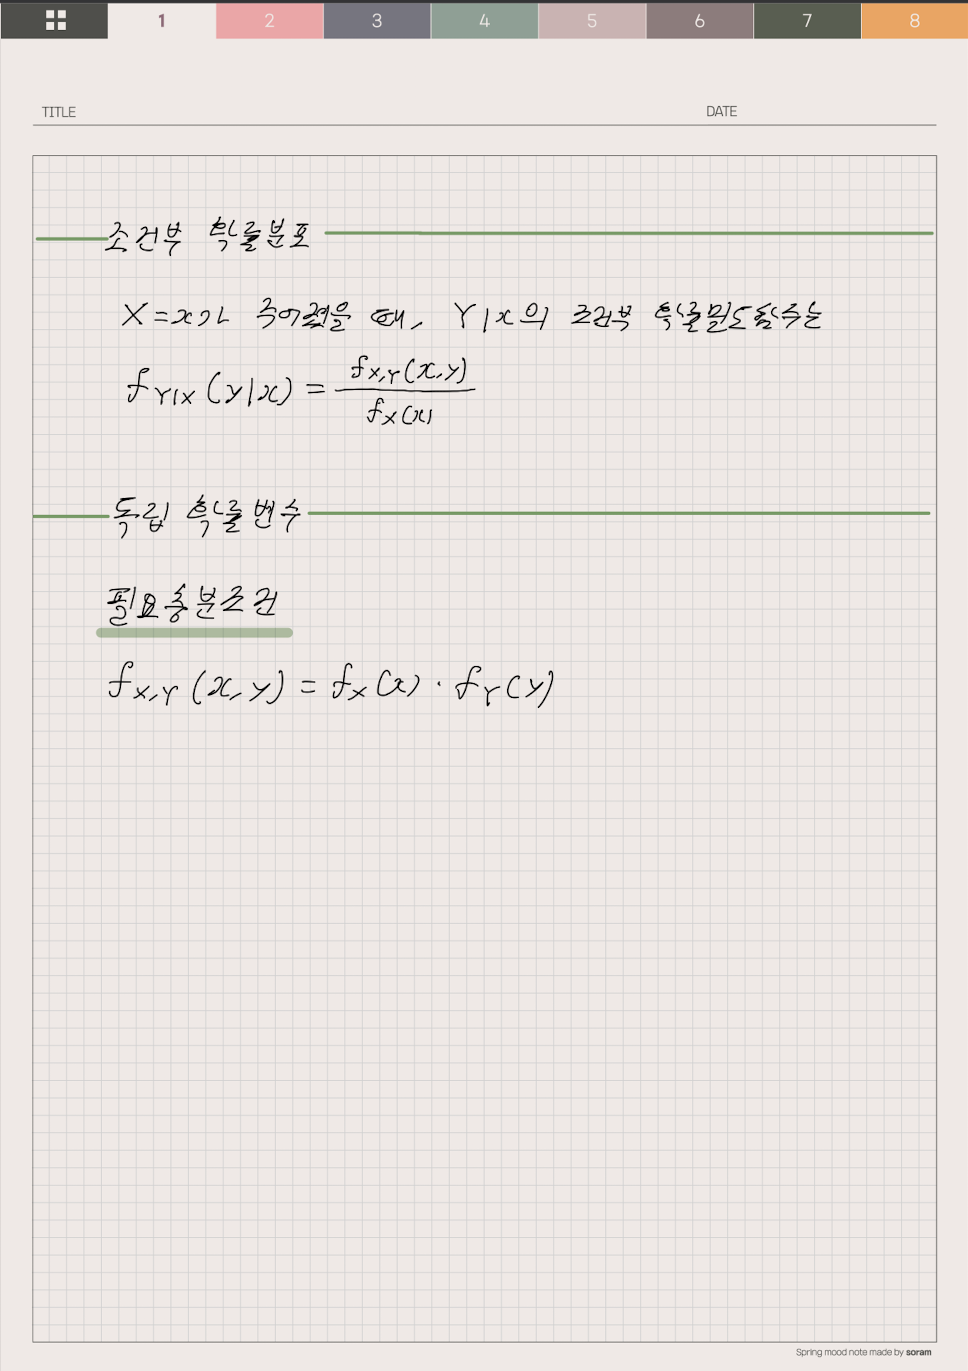 1 2 3 4 5 6 7 8
TITLE DATE
조건부 확률분포
X=x가 주어졌을 때, Y|x의 조건부 확률밀도함수는
f_{Y|X}(y|x) = \frac{f_{X,Y}(x,y)}{f_X(x)}
독립 확률변수
필요충분조건
f_{X,Y}(x,y) = f_X(x) · f_Y(y)
Spring mood note made by soram